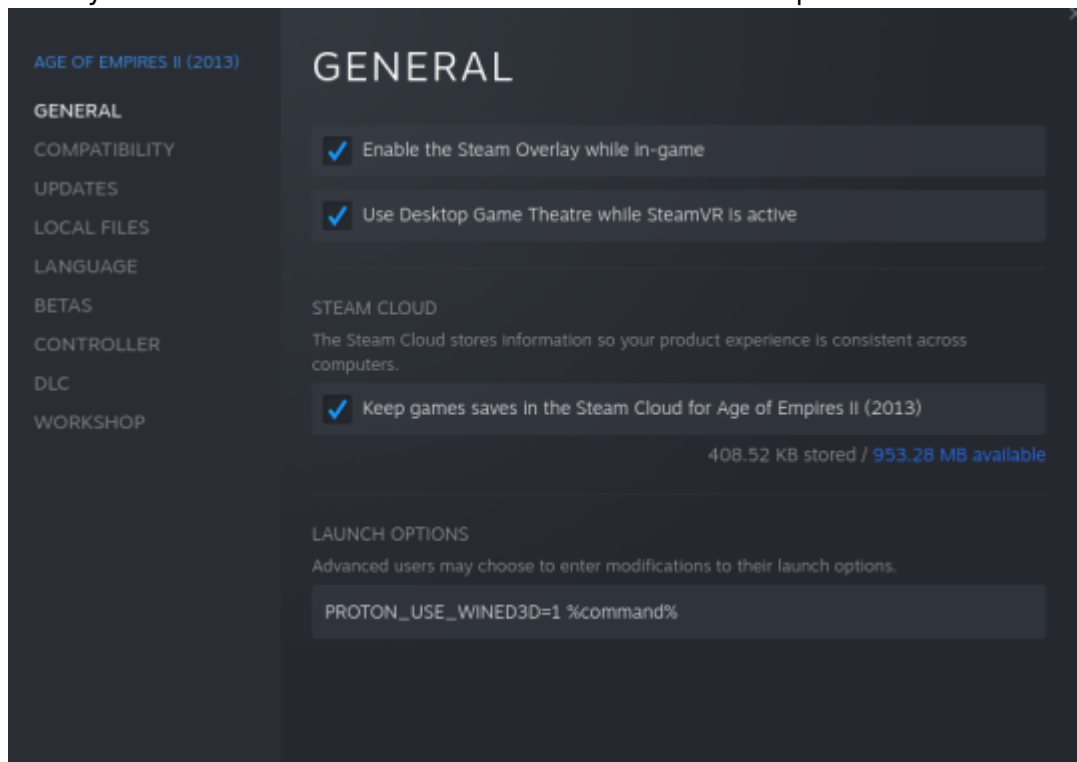 AGE OF EMPIRES II (2013)
GENERAL
COMPATIBILITY
UPDATES
LOCAL FILES
LANGUAGE
BETAS
CONTROLLER
DLC
WORKSHOP
GENERAL
Enable the Steam Overlay while in-game
Use Desktop Game Theatre while SteamVR is active
STEAM CLOUD
The Steam Cloud stores information so your product experience is consistent across
computers.
Keep games saves in the Steam Cloud for Age of Empires II (2013)
408.52 KB stored / 953.28 MB available
LAUNCH OPTIONS
Advanced users may choose to enter modifications to their launch options.
PROTON_USE_WINED3D=1 %command%